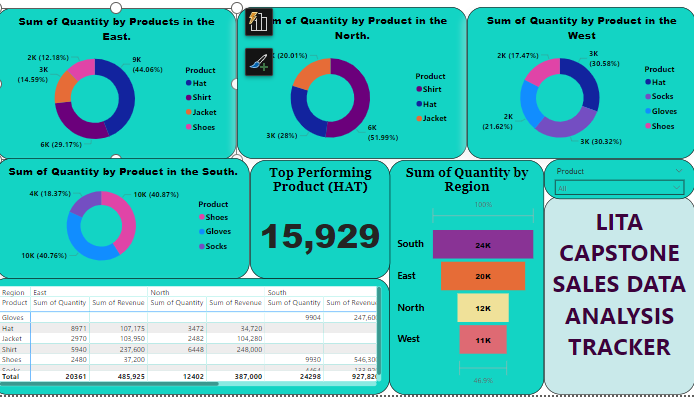 Sum of Quantity by Products in the
East.
2K (12.18%)
3K
(14.59%)
9K
(44.06%)
6K (29.17%)
Product
Hat
Shirt
Jacket
Shoes
m of Quantity by Product in the
North.
(20.01%)
3K (28%)
6K
(51.99%)
Product
Shirt
Hat
Jacket
Sum of Quantity by Product in the
West
2K (17.47%)
3K
(30.58%)
2K
(21.62%)
3K (30.32%)
Product
Hat
Socks
Gloves
Shoes
Sum of Quantity by Product in the South.
4K (18.37%)
10K (40.87%)
10K (40.76%)
Product
Shoes
Gloves
Socks
Top Performing
Product (HAT)
15,929
Sum of Quantity by
Region
100%
South 24K
East 20K
North 12K
West 11K
46.9%
Product
All
LITA
CAPSTONE
SALES DATA
ANALYSIS
TRACKER
Region East North South
Product Sum of Quantity Sum of Revenue Sum of Quantity Sum of Revenue Sum of Quantity Sum of Revenu
Gloves 9904 247,60
Hat 8971 107,175 3472 34,720
Jacket 2970 103,950 2482 104,280
Shirt 5940 237,600 6448 248,000
Shoes 2480 37,200 9930 546,30
Socks 4464
Total 20361 485,925 12402 387,000 24298 927,82